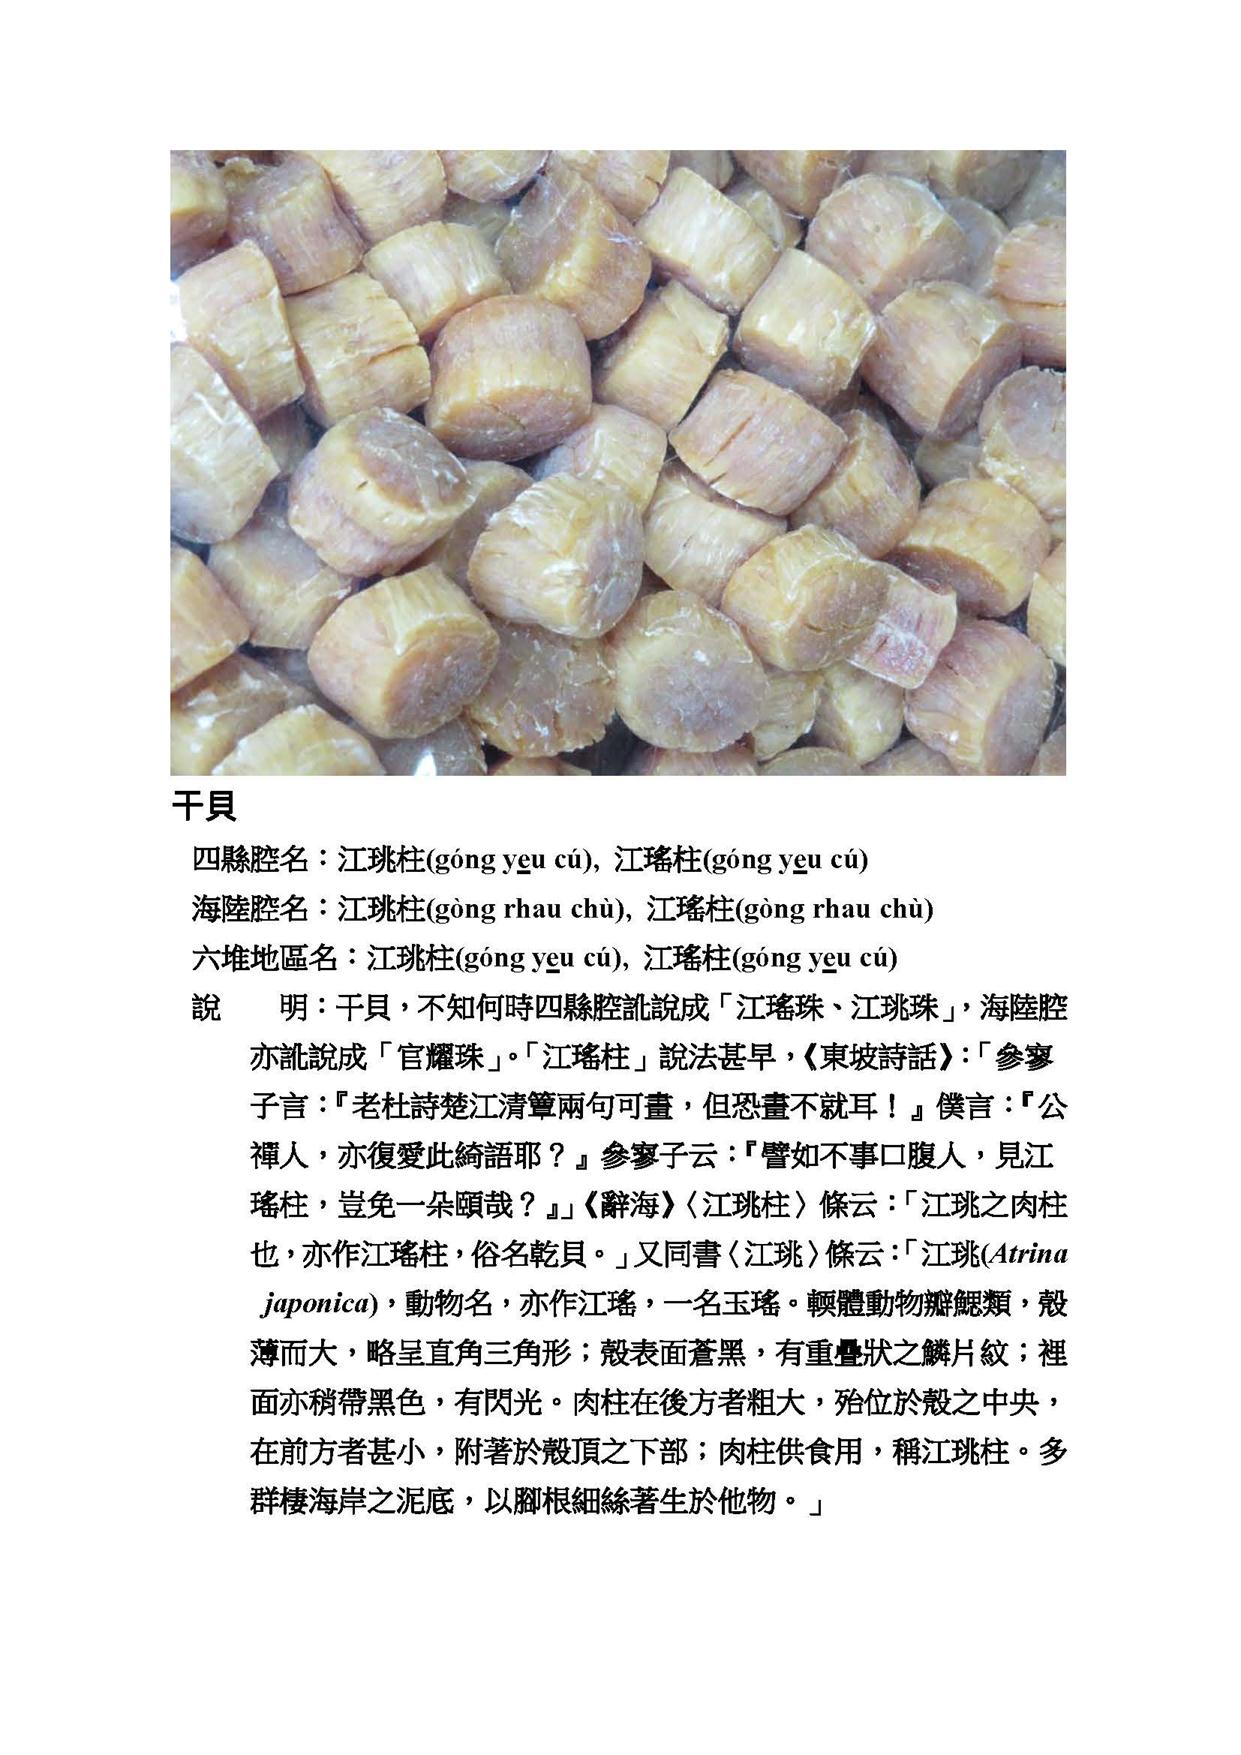 干貝
四縣腔名：江珧柱(góng yeu cú)，江瑤柱(góng yeu cú)
海陸腔名：江珧柱(gòng rhau chù)，江瑤柱(gòng rhau chù)
六堆地區名：江珧柱(góng yeu cú)，江瑤柱(góng yeu cú)
說　　明：干貝，不知何時四縣腔訛說成「江瑤珠、江珧珠」，海陸腔
亦訛說成「官耀珠」。「江瑤柱」說法甚早，《東坡詩話》：「參寥
子言：『老杜詩楚江清簟兩句可畫，但恐畫不就耳！』僕言：『公
禪人，亦復愛此綺語耶？』參寥子云：『譬如不事口腹人，見江
瑤柱，豈免一朵頤哉？』」《辭海》〈江珧柱〉條云：「江珧之肉柱
也，亦作江瑤柱，俗名乾貝。」又同書〈江珧〉條云：「江珧(Atrina
japonica)，動物名，亦作江瑤，一名玉瑤。輭體動物瓣鰓類，殼
薄而大，略呈直角三角形；殼表面蒼黑，有重疊狀之鱗片紋；裡
面亦稍帶黑色，有閃光。肉柱在後方者粗大，殆位於殼之中央，
在前方者甚小，附著於殼頂之下部；肉柱供食用，稱江珧柱。多
群棲海岸之泥底，以腳根細絲著生於他物。」